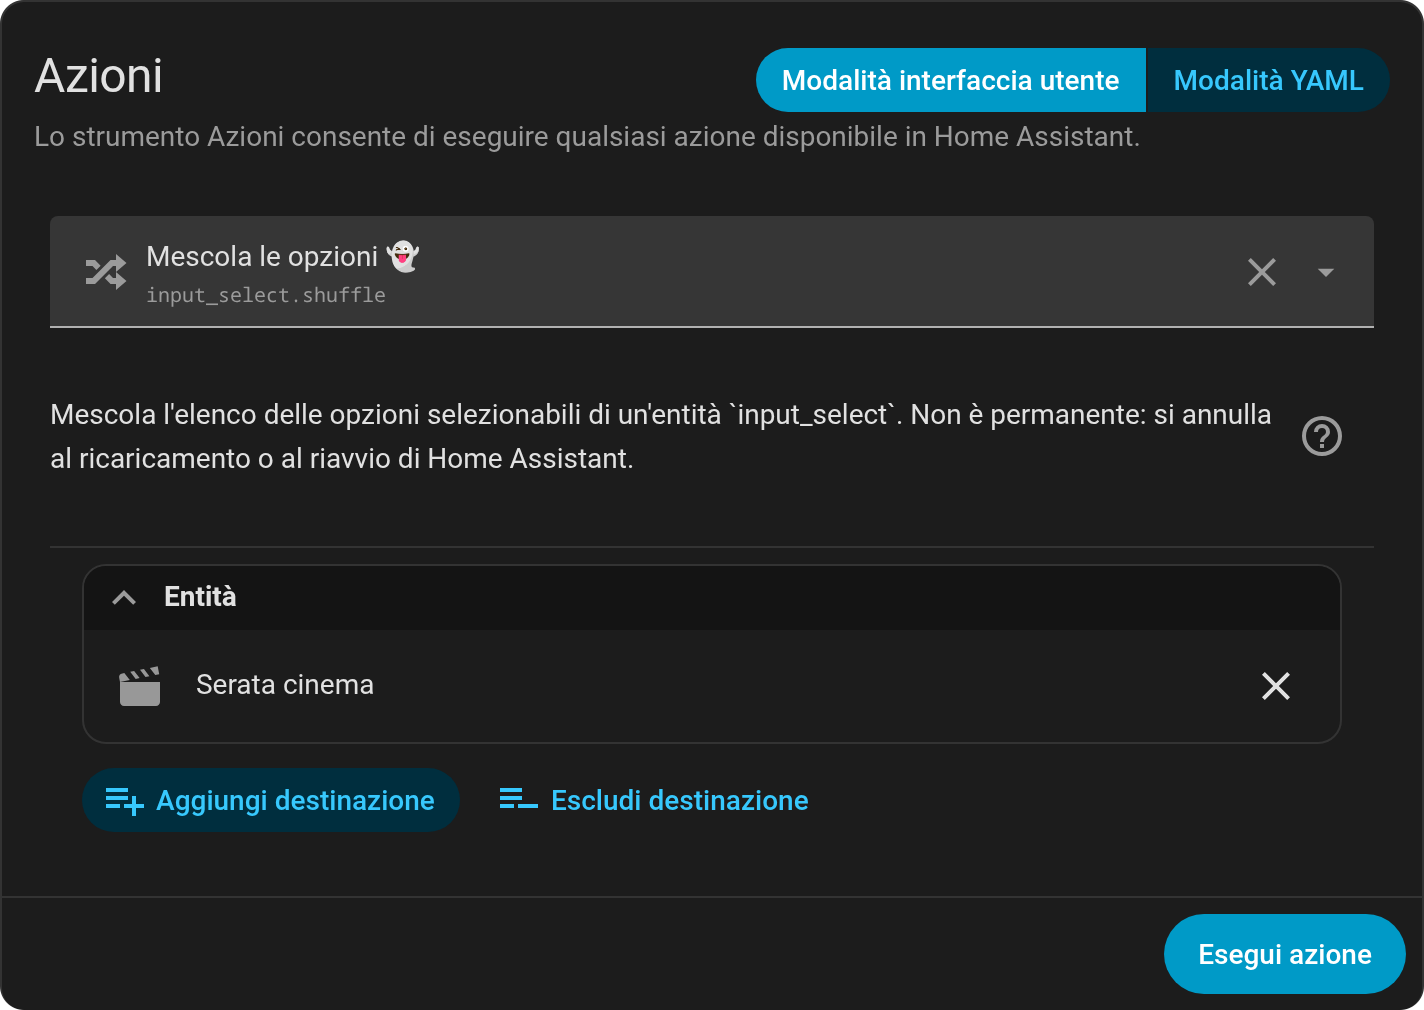 Azioni
Modalità interfaccia utente
Modalità YAML
Lo strumento Azioni consente di eseguire qualsiasi azione disponibile in Home Assistant.
Mescola le opzioni 👻
input_select.shuffle
Mescola l'elenco delle opzioni selezionabili di un'entità `input_select`. Non è permanente: si annulla
al ricaricamento o al riavvio di Home Assistant.
Entità
Serata cinema
Aggiungi destinazione
Escludi destinazione
Esegui azione